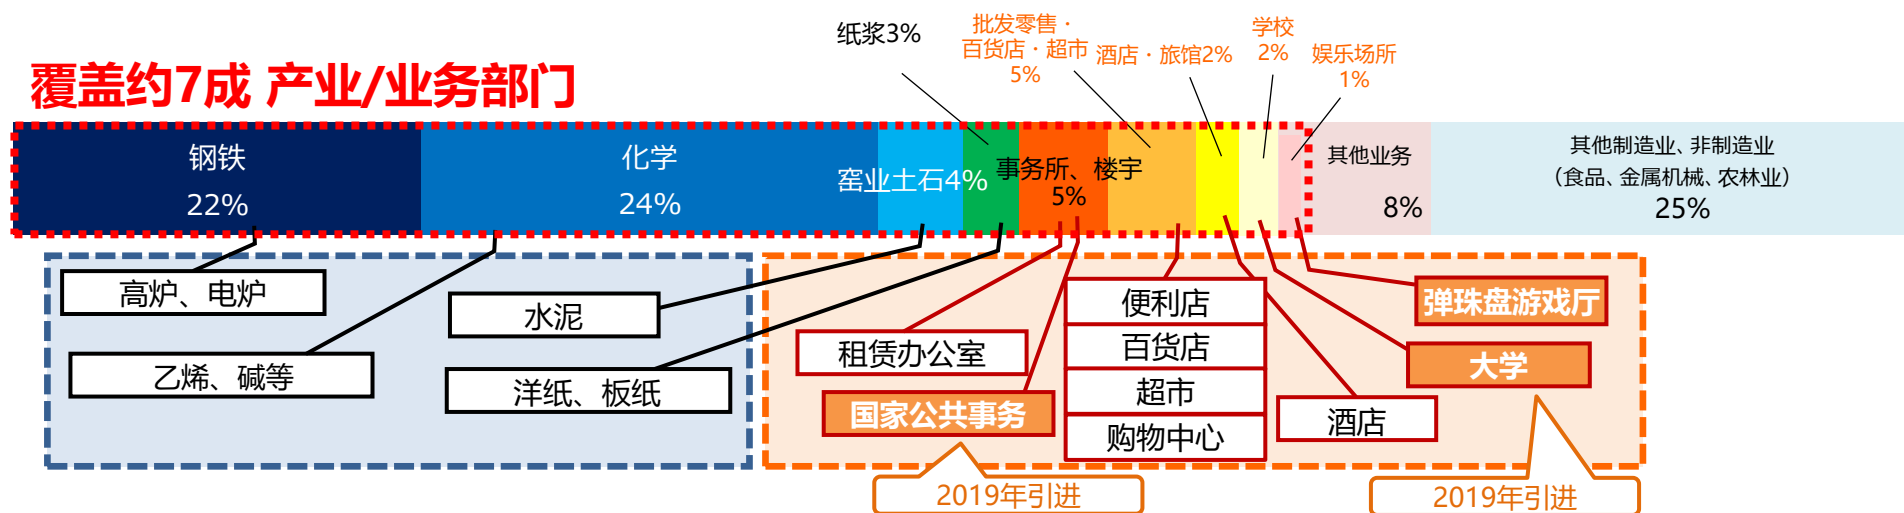 纸浆3%
批发零售・
百货店・超市
5%
酒店・旅馆2%
学校
2%
娱乐场所
1%
覆盖约7成 产业/业务部门
钢铁
22%
化学
24%
窑业土石4%
事务所、楼宇
5%
其他业务
8%
其他制造业、非制造业
（食品、金属机械、农林业）
25%
高炉、电炉
乙烯、碱等
水泥
洋纸、板纸
租赁办公室
国家公共事务
便利店
百货店
超市
购物中心
酒店
弹珠盘游戏厅
大学
2019年引进
2019年引进